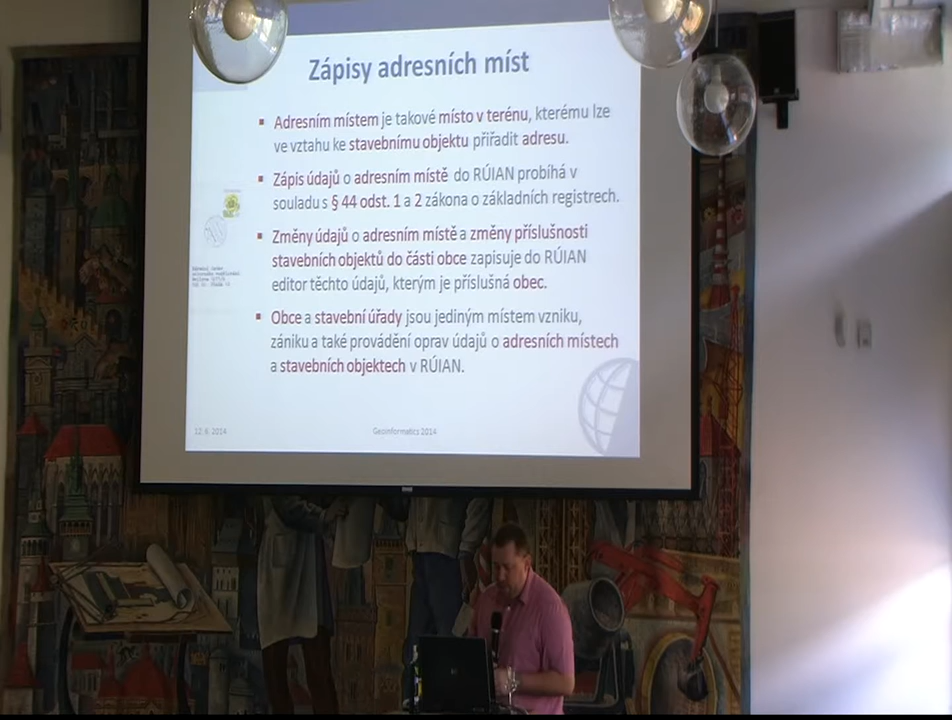 Zápisy adresních míst
Adresním místem je takové místo v terénu, kterému lze
ve vztahu ke stavebnímu objektu přiřadit adresu.
Zápis údajů o adresním místě do RÚIAN probíhá v
souladu s § 44 odst. 1 a 2 zákona o základních registrech.
Změny údajů o adresním místě a změny příslušnosti
stavebních objektů do části obce zapisuje do RÚIAN
editor těchto údajů, kterým je příslušná obec.
Obce a stavební úřady jsou jediným místem vzniku,
zániku a také provádění oprav údajů o adresních místech
a stavebních objektech v RÚIAN.
12. 6. 2014
Geoinformatics 2014